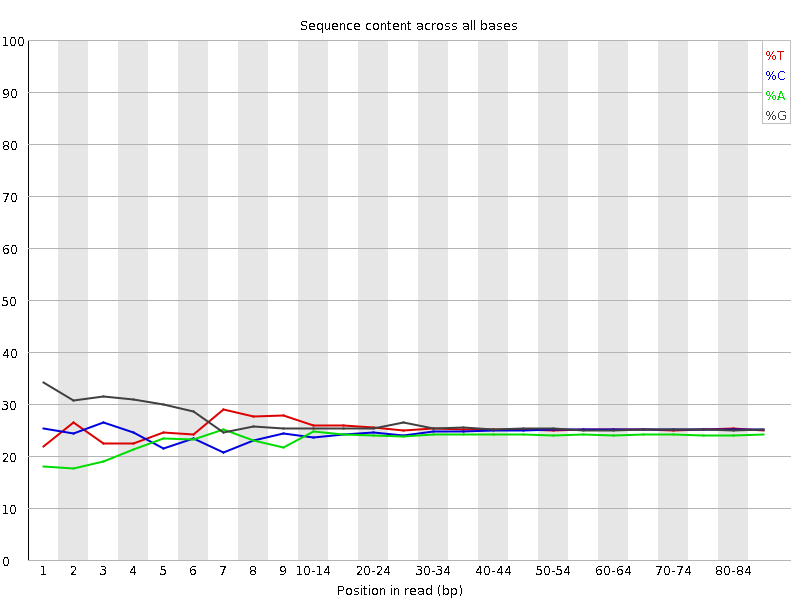 Sequence content across all bases
100
90
80
70
60
50
40
30
20
10
0
%T
%C
%A
%G
1 2 3 4 5 6 7 8 9 10-14 20-24 30-34 40-44 50-54 60-64 70-74 80-84
Position in read (bp)